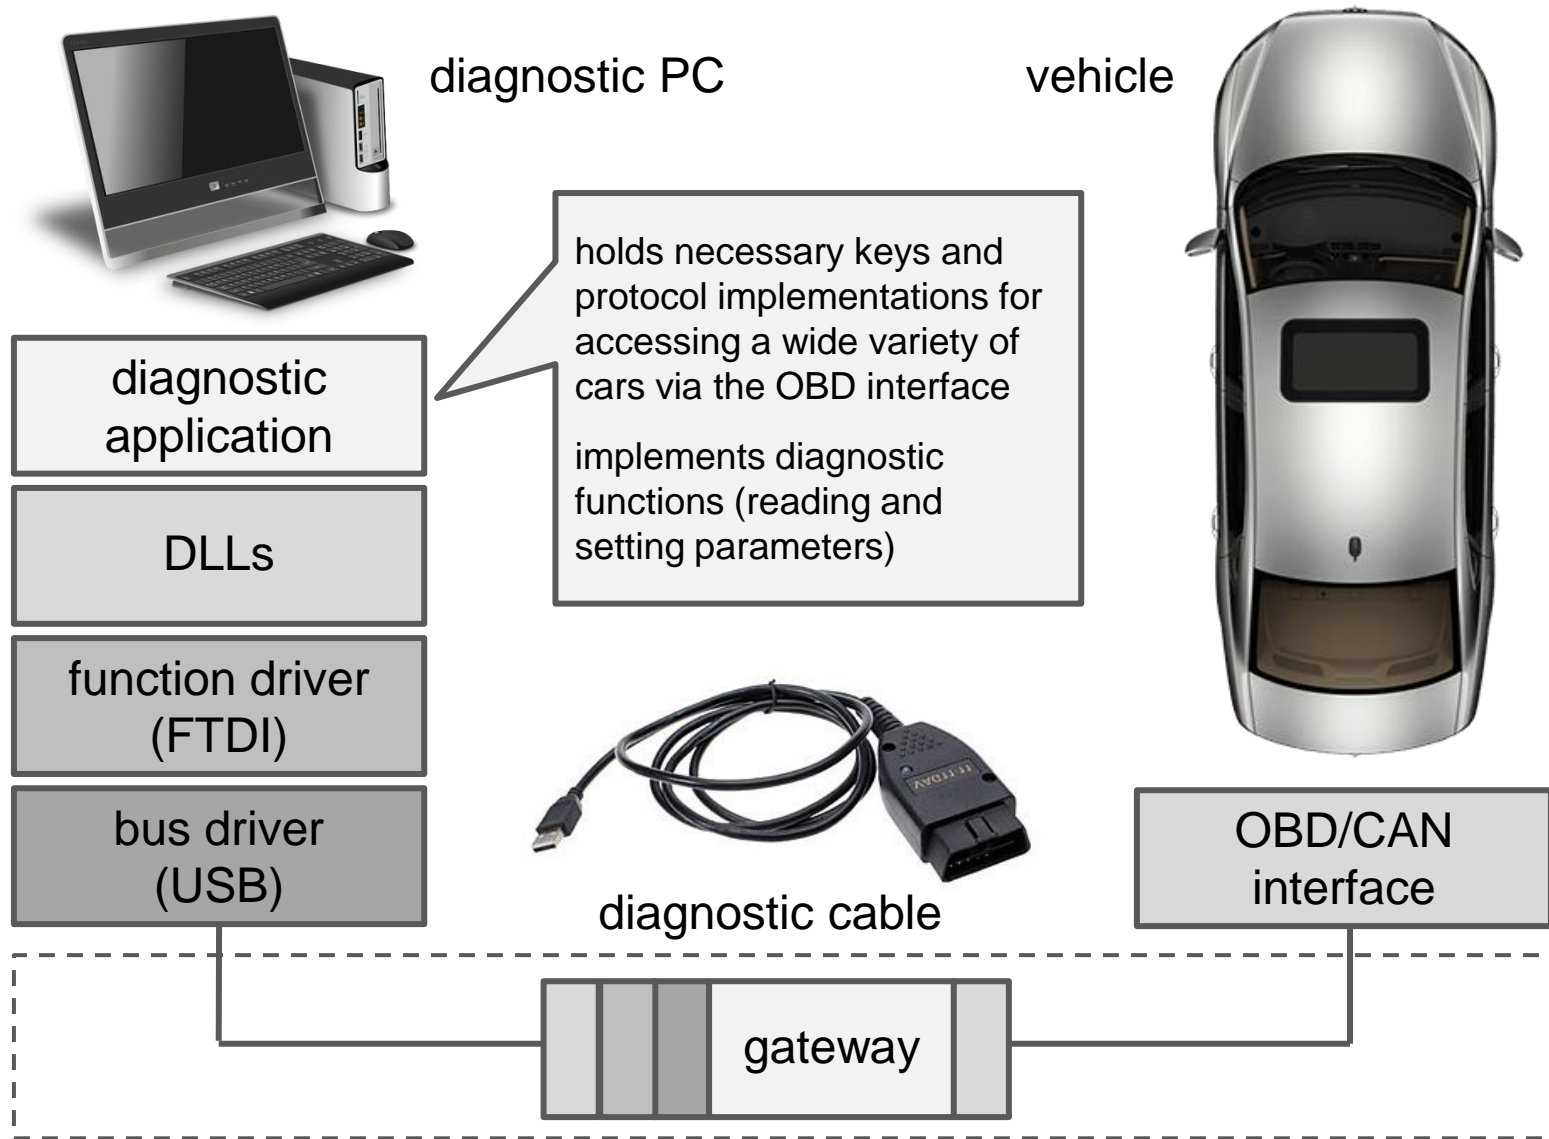 diagnostic PC
vehicle
holds necessary keys and
protocol implementations for
accessing a wide variety of
cars via the OBD interface
implements diagnostic
functions (reading and
setting parameters)
diagnostic
application
DLLs
function driver
(FTDI)
bus driver
(USB)
diagnostic cable
OBD/CAN
interface
gateway